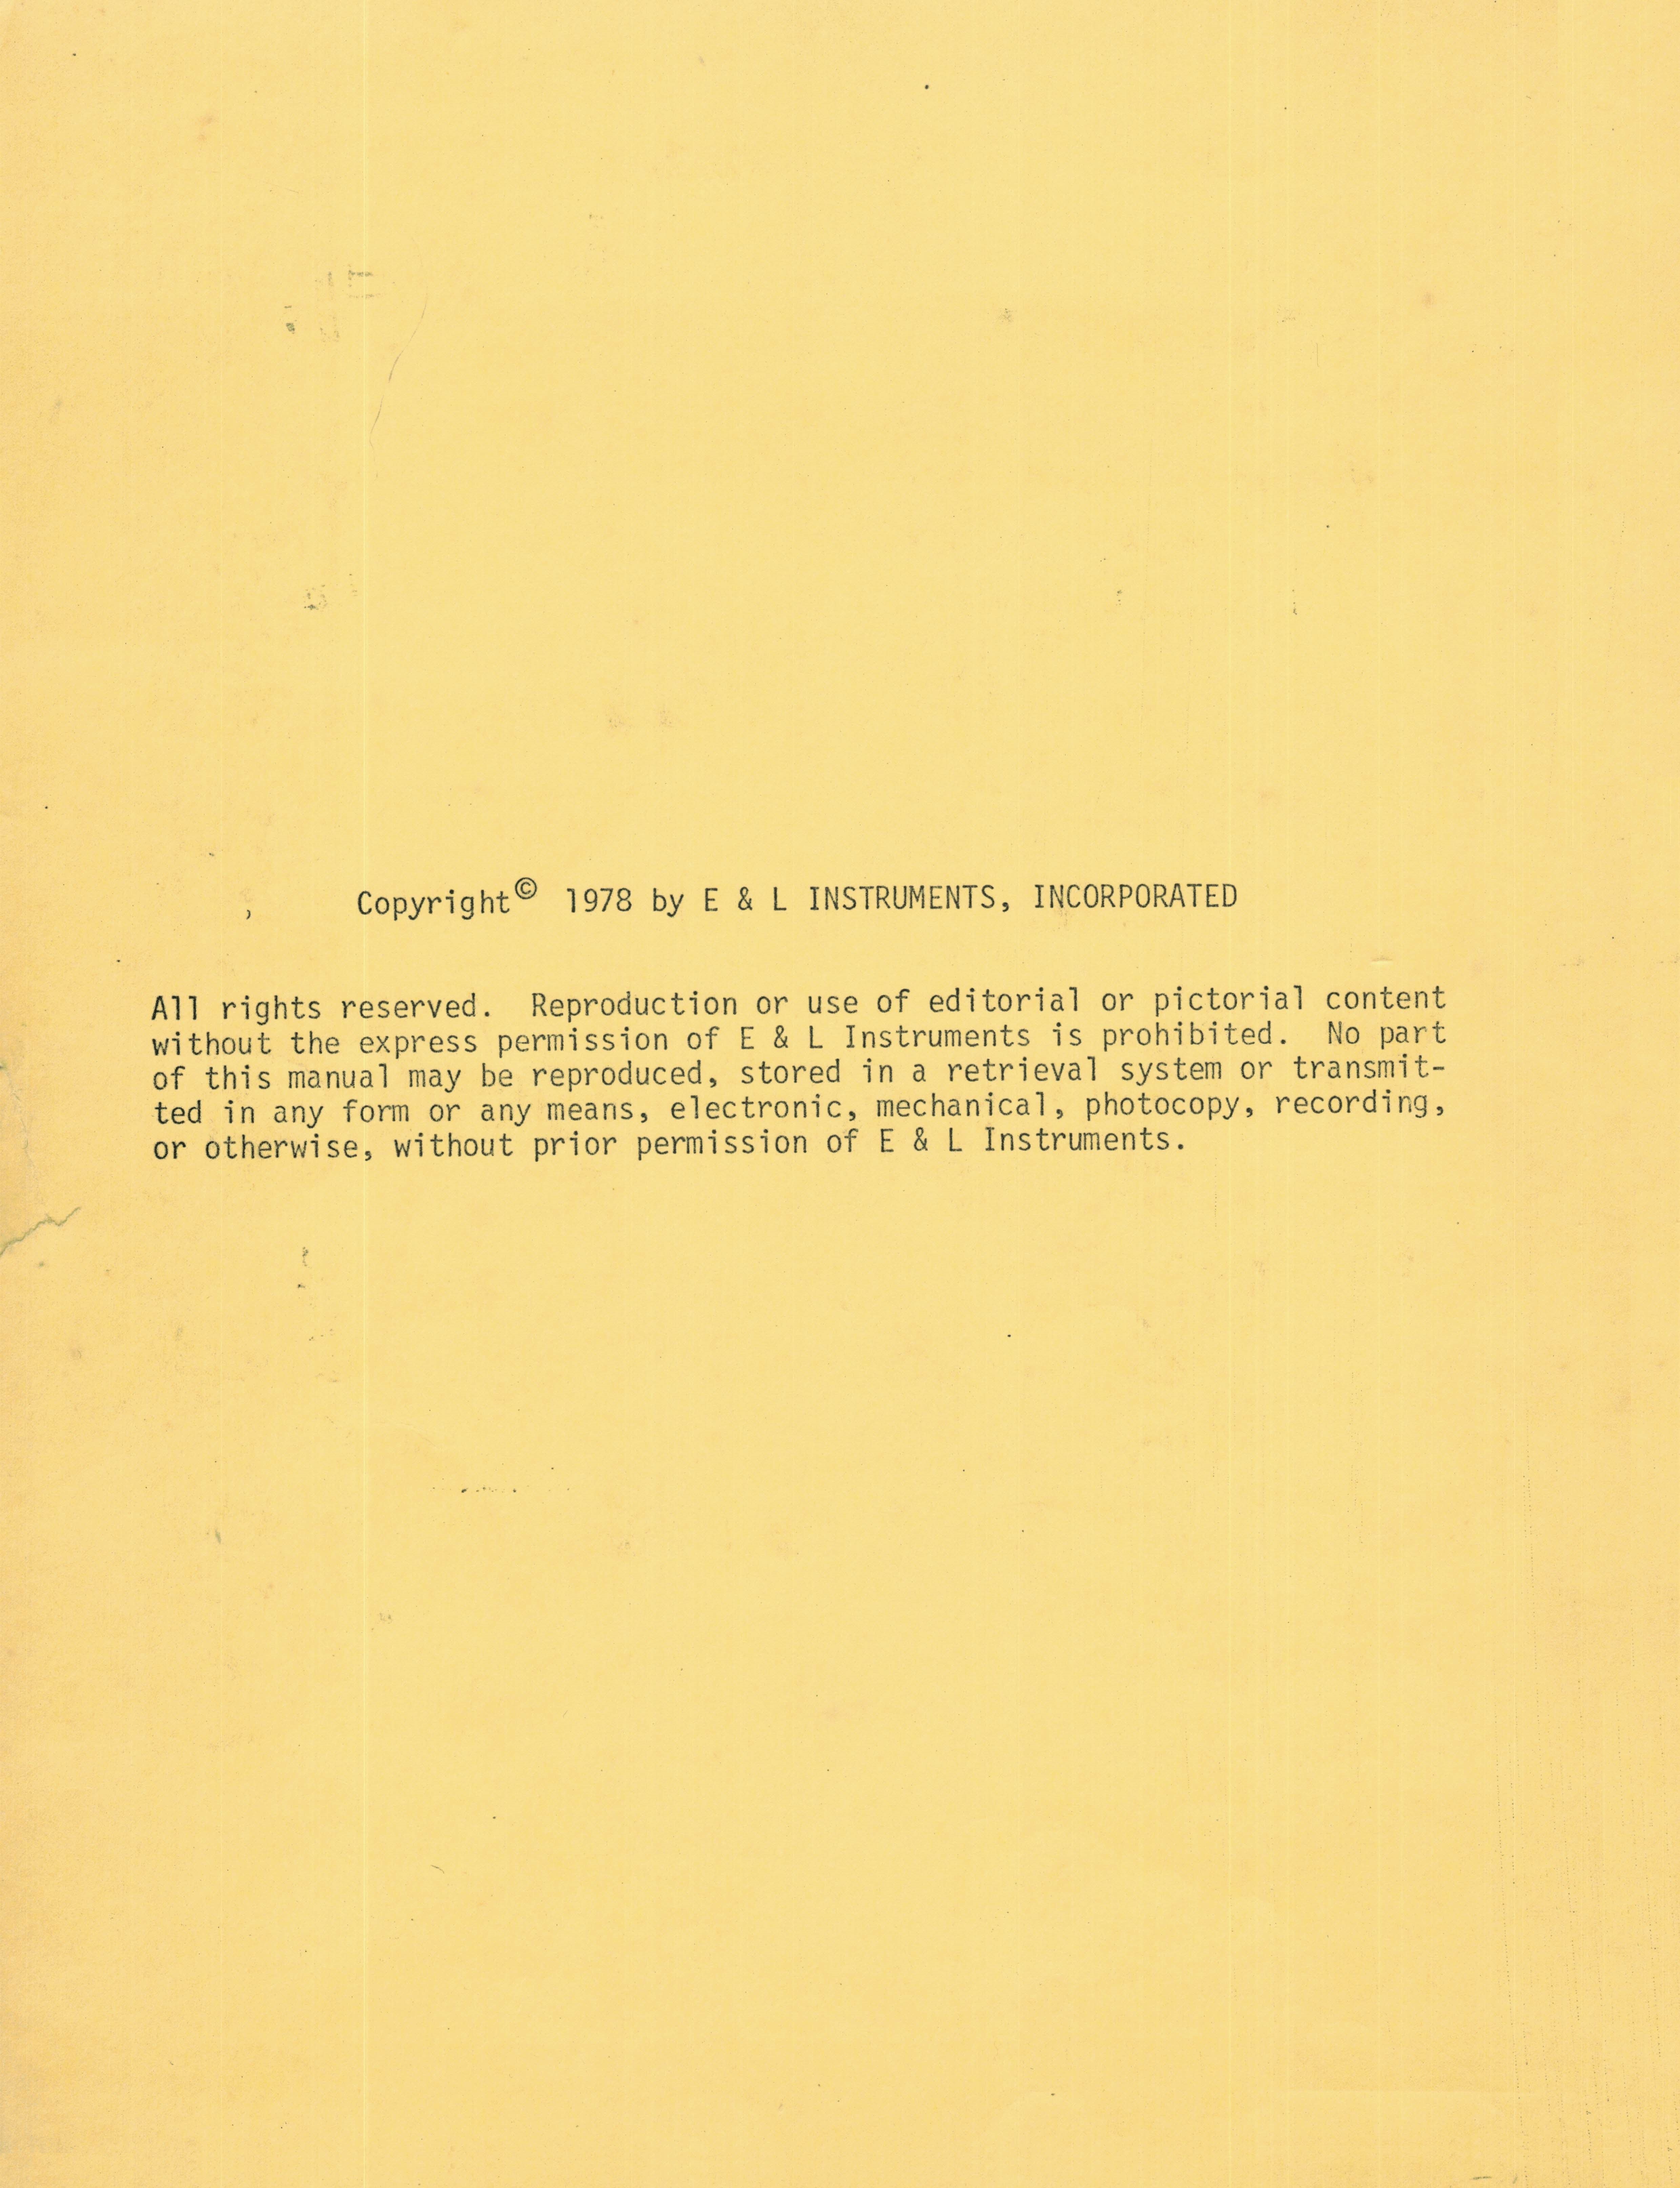 Copyright© 1978 by E & L INSTRUMENTS, INCORPORATED
All rights reserved.  Reproduction or use of editorial or pictorial content
without the express permission of E & L Instruments is prohibited.  No part
of this manual may be reproduced, stored in a retrieval system or transmit-
ted in any form or any means, electronic, mechanical, photocopy, recording,
or otherwise, without prior permission of E & L Instruments.